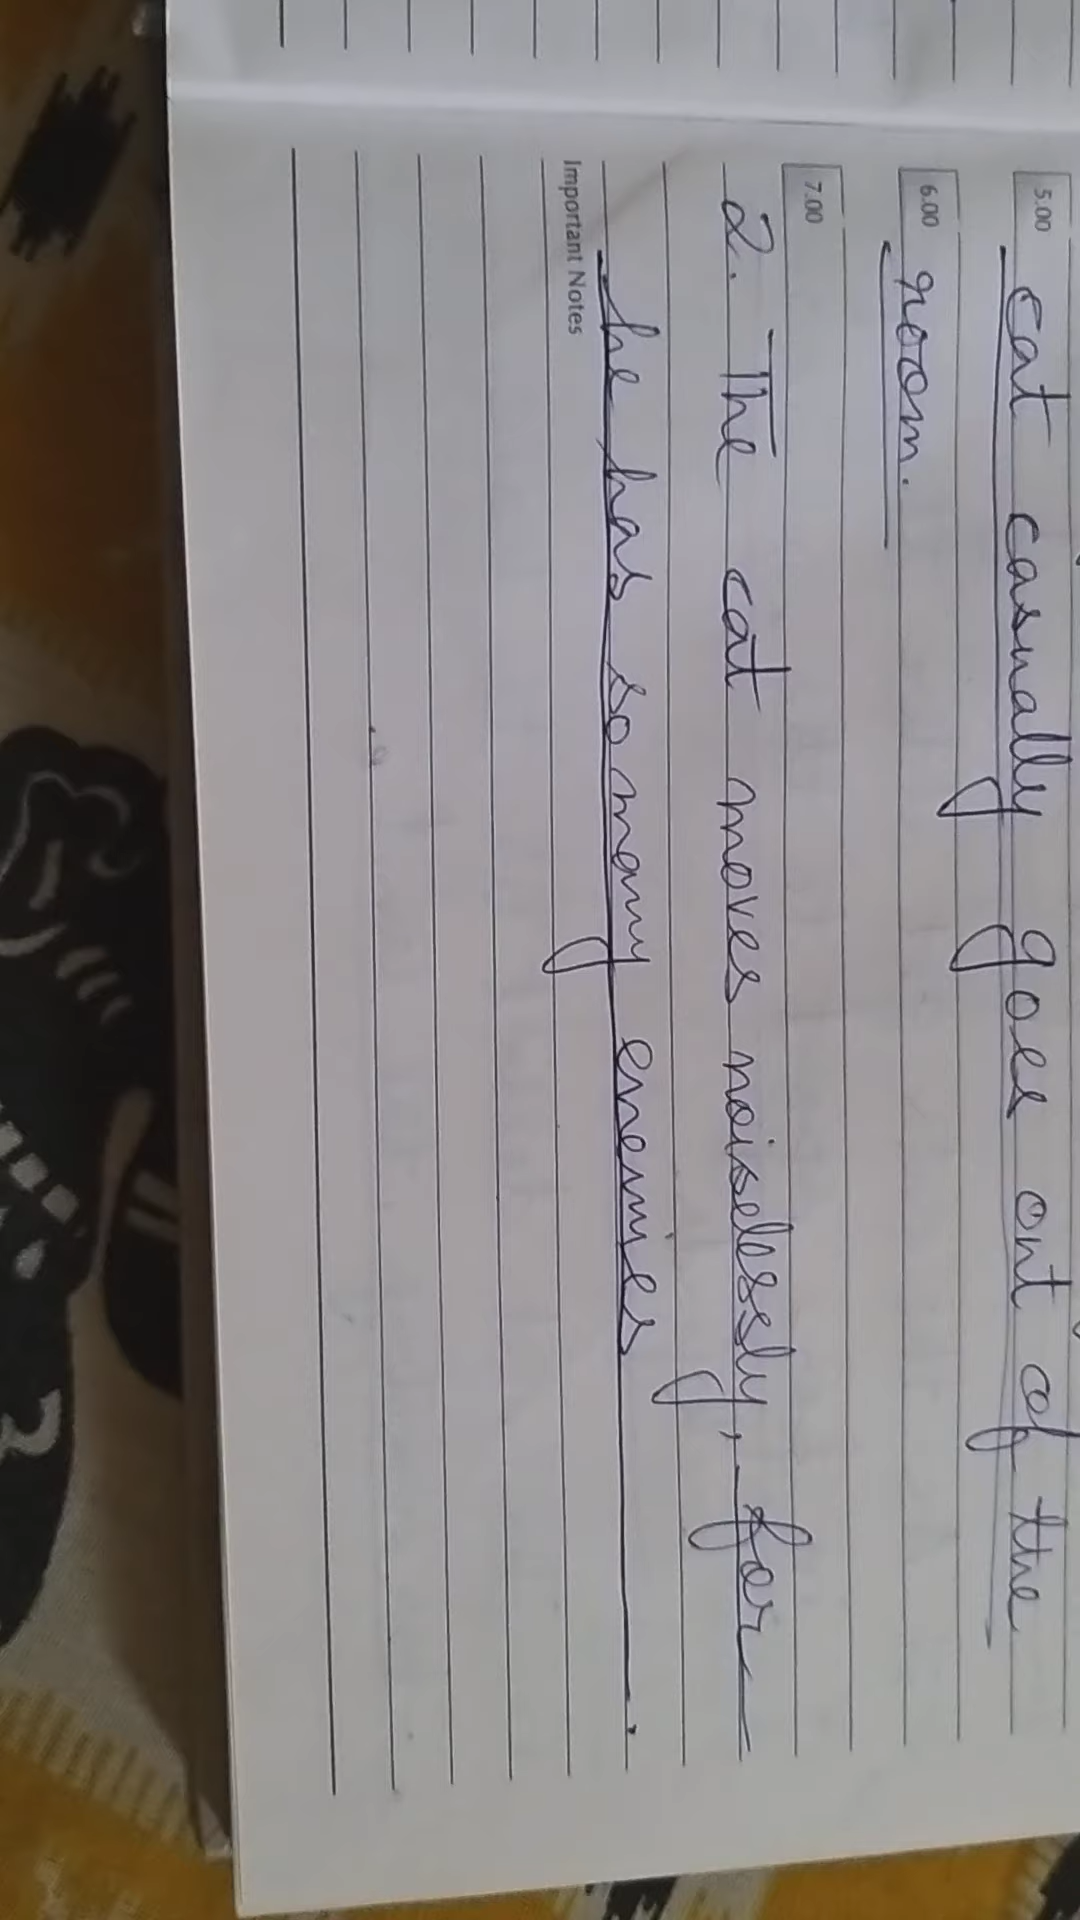 5.00 cat casually goes out of the
6.00 room.
7.00
2. The cat moves noiselessly, for
he has so many enemies.
Important Notes